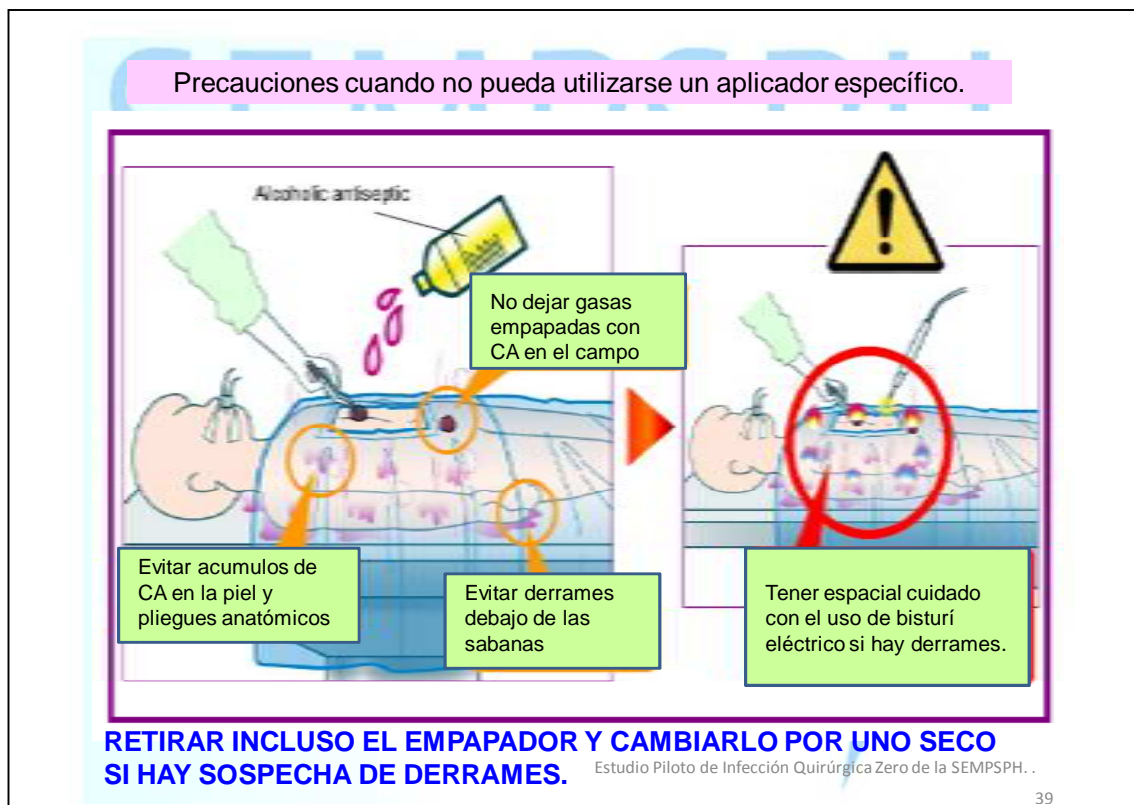 Precauciones cuando no pueda utilizarse un aplicador específico.
Alcoholic antiseptic
No dejar gasas
empapadas con
CA en el campo
Evitar acumulos de
CA en la piel y
pliegues anatómicos
Evitar derrames
debajo de las
sabanas
Tener espacial cuidado
con el uso de bisturí
eléctrico si hay derrames.
RETIRAR INCLUSO EL EMPAPADOR Y CAMBIARLO POR UNO SECO
SI HAY SOSPECHA DE DERRAMES.
Estudio Piloto de Infección Quirúrgica Zero de la SEMPSPH. .
39